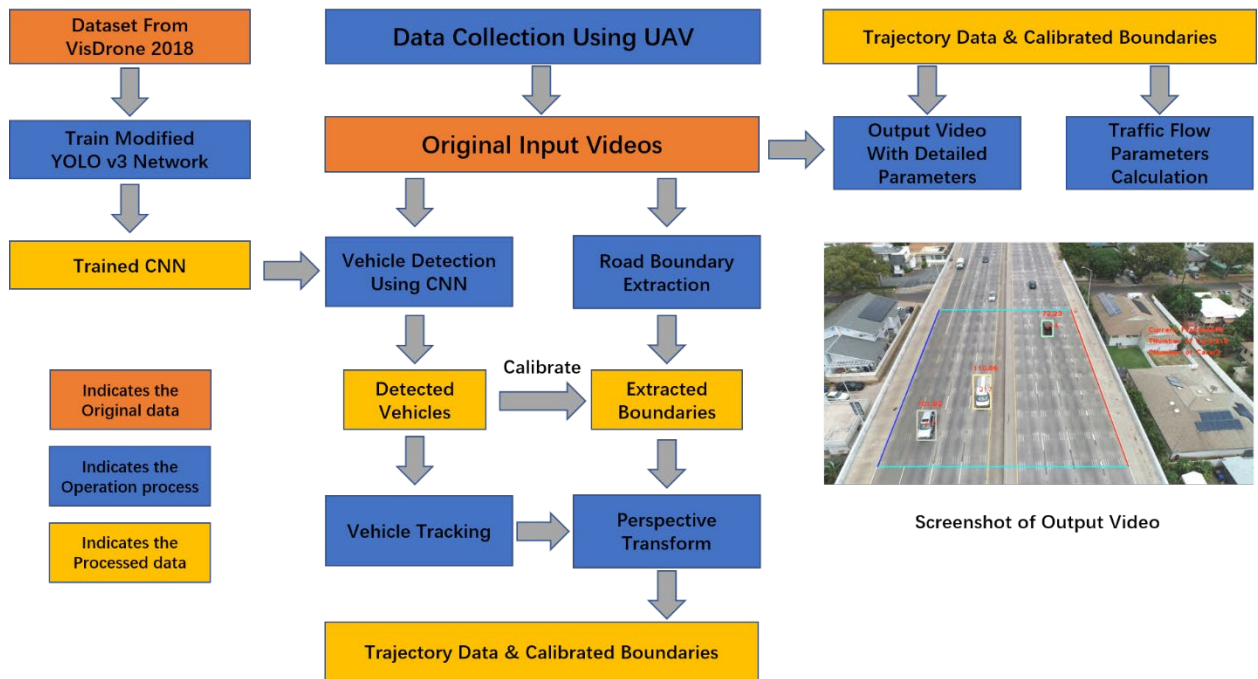 Dataset From
VisDrone 2018
Train Modified
YOLO v3 Network
Trained CNN
Indicates the
Original data
Indicates the
Operation process
Indicates the
Processed data
Data Collection Using UAV
Original Input Videos
Vehicle Detection
Using CNN
Road Boundary
Extraction
Detected
Vehicles
Calibrate
Extracted
Boundaries
Vehicle Tracking
Perspective
Transform
Trajectory Data & Calibrated Boundaries
Trajectory Data & Calibrated Boundaries
Output Video
With Detailed
Parameters
Traffic Flow
Parameters
Calculation
Screenshot of Output Video